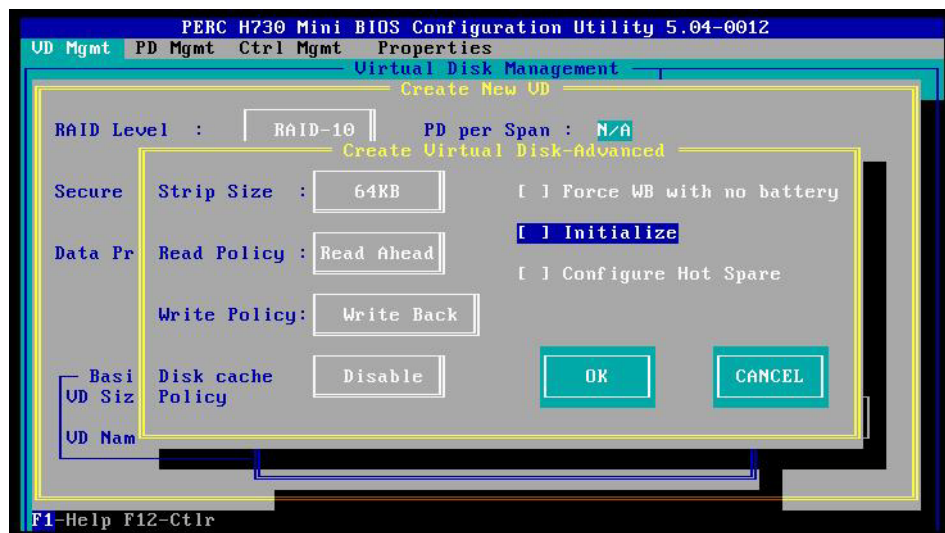 PERC H730 Mini BIOS Configuration Utility 5.04-0012
VD Mgmt PD Mgmt Ctrl Mgmt Properties
Virtual Disk Management
Create New VD
RAID Level : RAID-10 PD per Span : N/A
Create Virtual Disk-Advanced
Secure Strip Size : 64KB [ ] Force WB with no battery
[ ] Initialize
Data Pr Read Policy : Read Ahead
[ ] Configure Hot Spare
Write Policy: Write Back
Basi Disk cache Disable OK CANCEL
VD Siz Policy
VD Nam
F1-Help F12-Ctlr